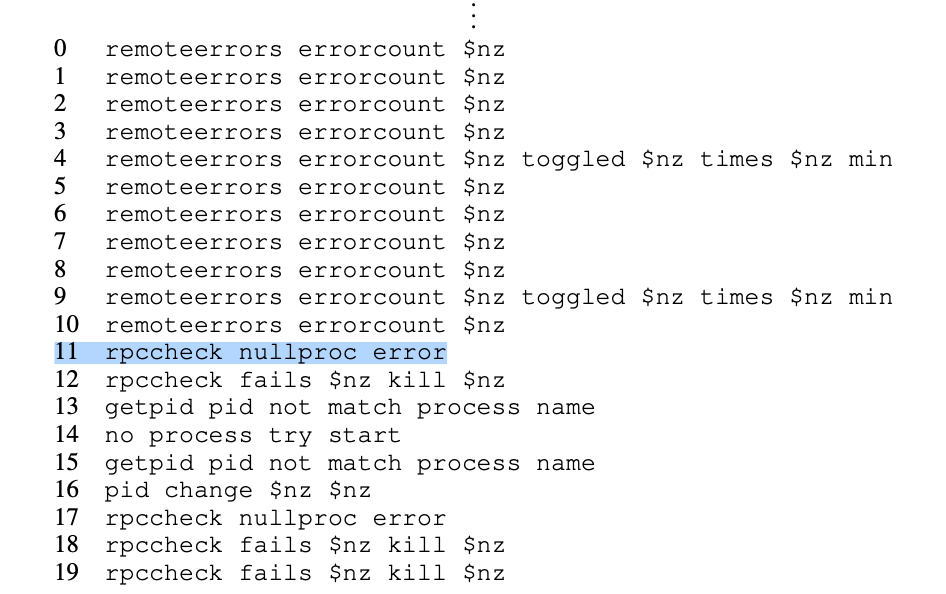 ⋮
0 remoteerrors errorcount $nz
1 remoteerrors errorcount $nz
2 remoteerrors errorcount $nz
3 remoteerrors errorcount $nz
4 remoteerrors errorcount $nz toggled $nz times $nz min
5 remoteerrors errorcount $nz
6 remoteerrors errorcount $nz
7 remoteerrors errorcount $nz
8 remoteerrors errorcount $nz
9 remoteerrors errorcount $nz toggled $nz times $nz min
10 remoteerrors errorcount $nz
11 rpccheck nullproc error
12 rpccheck fails $nz kill $nz
13 getpid pid not match process name
14 no process try start
15 getpid pid not match process name
16 pid change $nz $nz
17 rpccheck nullproc error
18 rpccheck fails $nz kill $nz
19 rpccheck fails $nz kill $nz